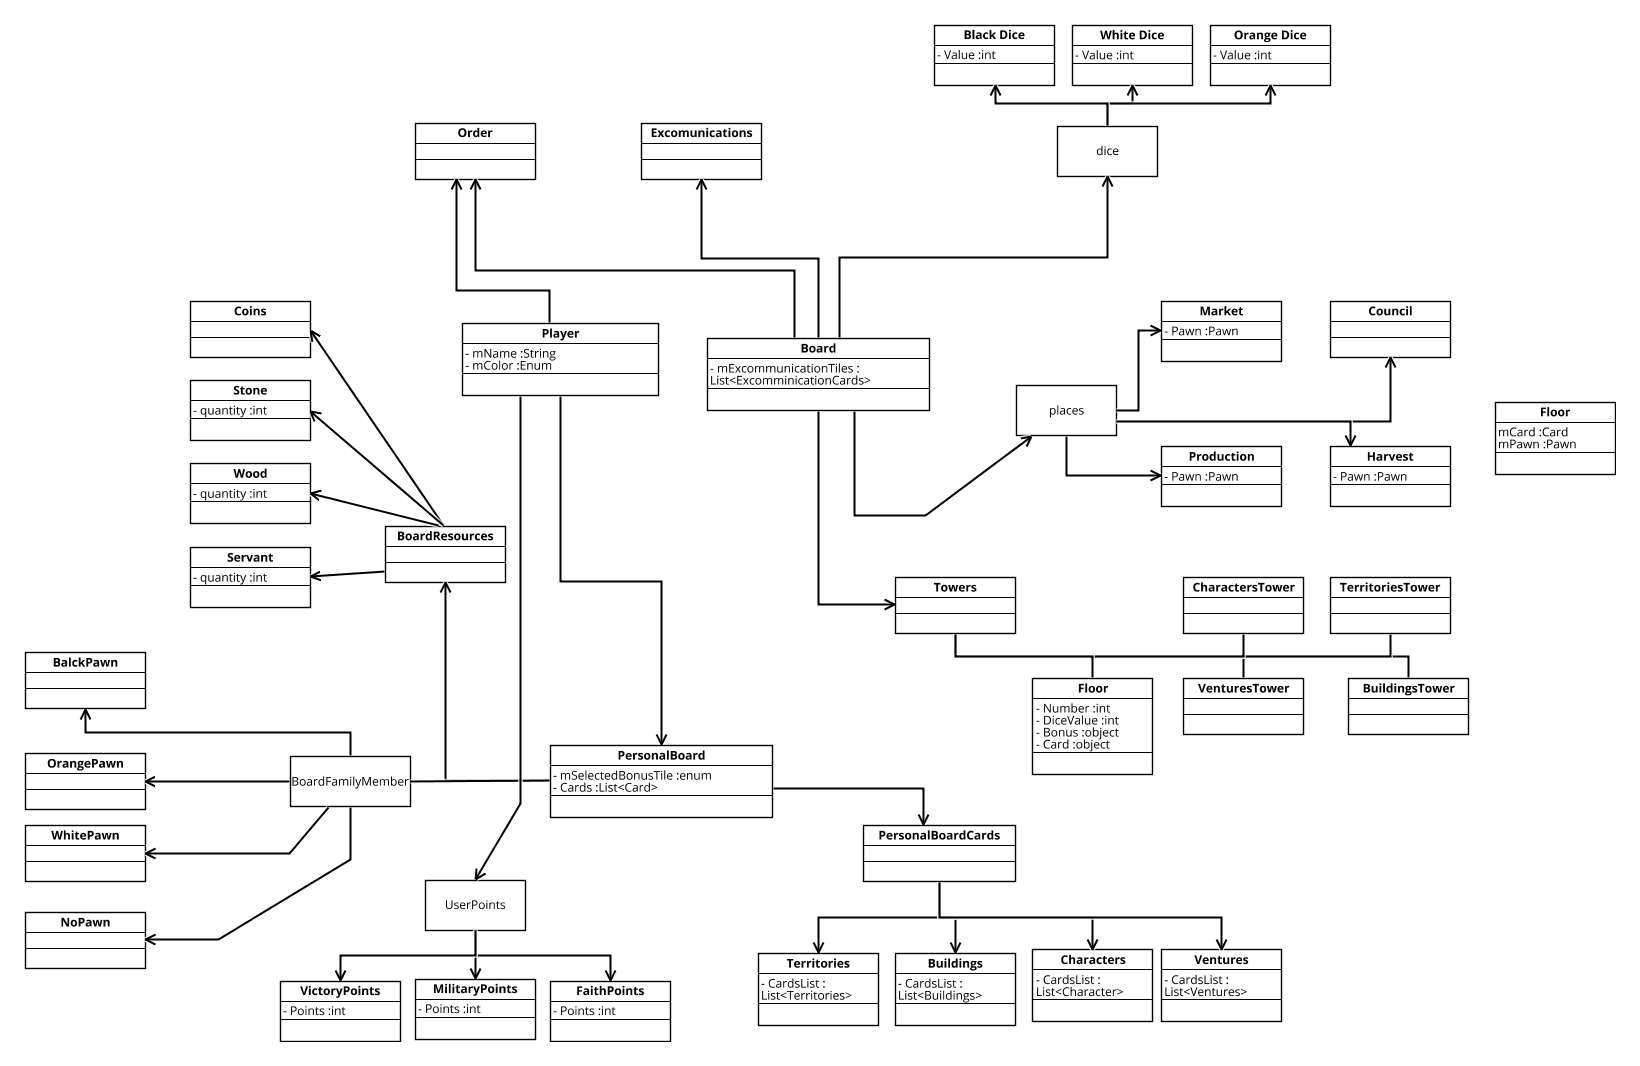 Black Dice
- Value :int
White Dice
- Value :int
Orange Dice
- Value :int
Order
Excomunications
dice
Coins
Player
- mName :String
- mColor :Enum
Board
- mExcommunicationTiles :
List<ExcomminicationCards>
Market
- Pawn :Pawn
Council
Stone
- quantity :int
places
Floor
mCard :Card
mPawn :Pawn
Wood
- quantity :int
Production
- Pawn :Pawn
Harvest
- Pawn :Pawn
BoardResources
Servant
- quantity :int
Towers
CharactersTower
TerritoriesTower
BalckPawn
Floor
- Number :int
- DiceValue :int
- Bonus :object
- Card :object
VenturesTower
BuildingsTower
OrangePawn
BoardFamilyMember
PersonalBoard
- mSelectedBonusTile :enum
- Cards :List<Card>
WhitePawn
PersonalBoardCards
UserPoints
NoPawn
VictoryPoints
- Points :int
MilitaryPoints
- Points :int
FaithPoints
- Points :int
Territories
- CardsList :
List<Territories>
Buildings
- CardsList :
List<Buildings>
Characters
- CardsList :
List<Character>
Ventures
- CardsList :
List<Ventures>